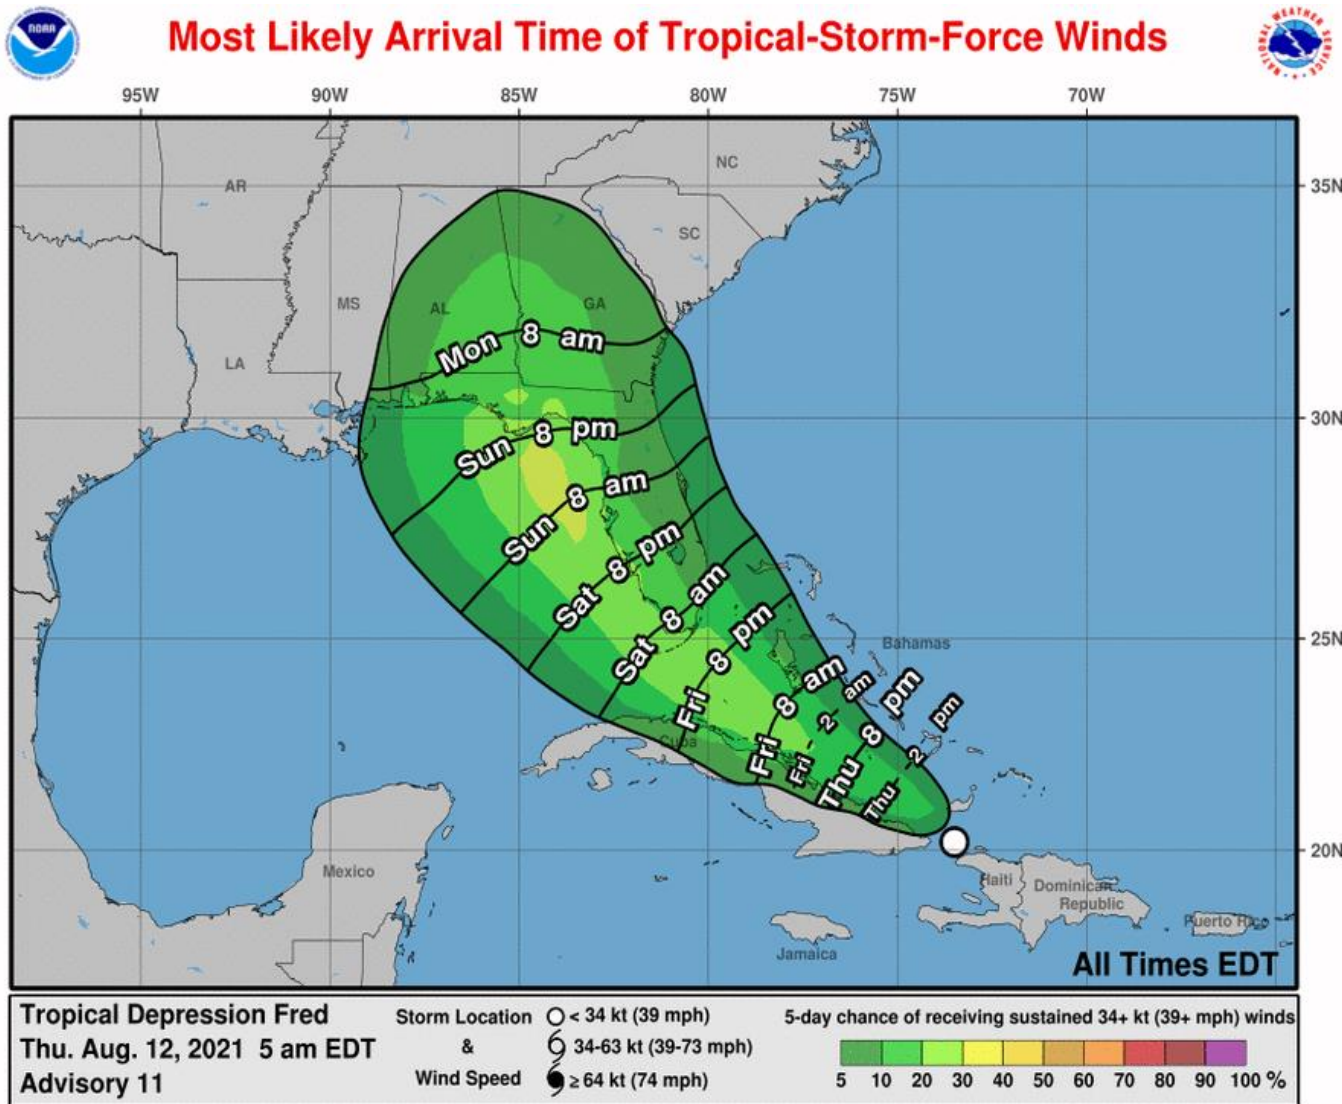 NOAA
Most Likely Arrival Time of Tropical-Storm-Force Winds
NATIONAL WEATHER SERVICE
95W 90W 85W 80W 75W 70W
NC
AR
35N
SC
MS AL GA
Mon 8 am
LA
30N
Sun 8 pm
Sun 8 am
Sat 8 pm
Sat 8 am
25N
Bahamas
Fri 8 pm
Fri 8 am
Fri 2 am
Thu 8 pm
Thu 2 pm
Cuba
20N
Mexico
Haiti
Dominican
Republic
Puerto Rico
Jamaica
All Times EDT
Tropical Depression Fred
Thu. Aug. 12, 2021 5 am EDT
Advisory 11
Storm Location
&
Wind Speed
< 34 kt (39 mph)
34-63 kt (39-73 mph)
≥ 64 kt (74 mph)
5-day chance of receiving sustained 34+ kt (39+ mph) winds
5 10 20 30 40 50 60 70 80 90 100 %